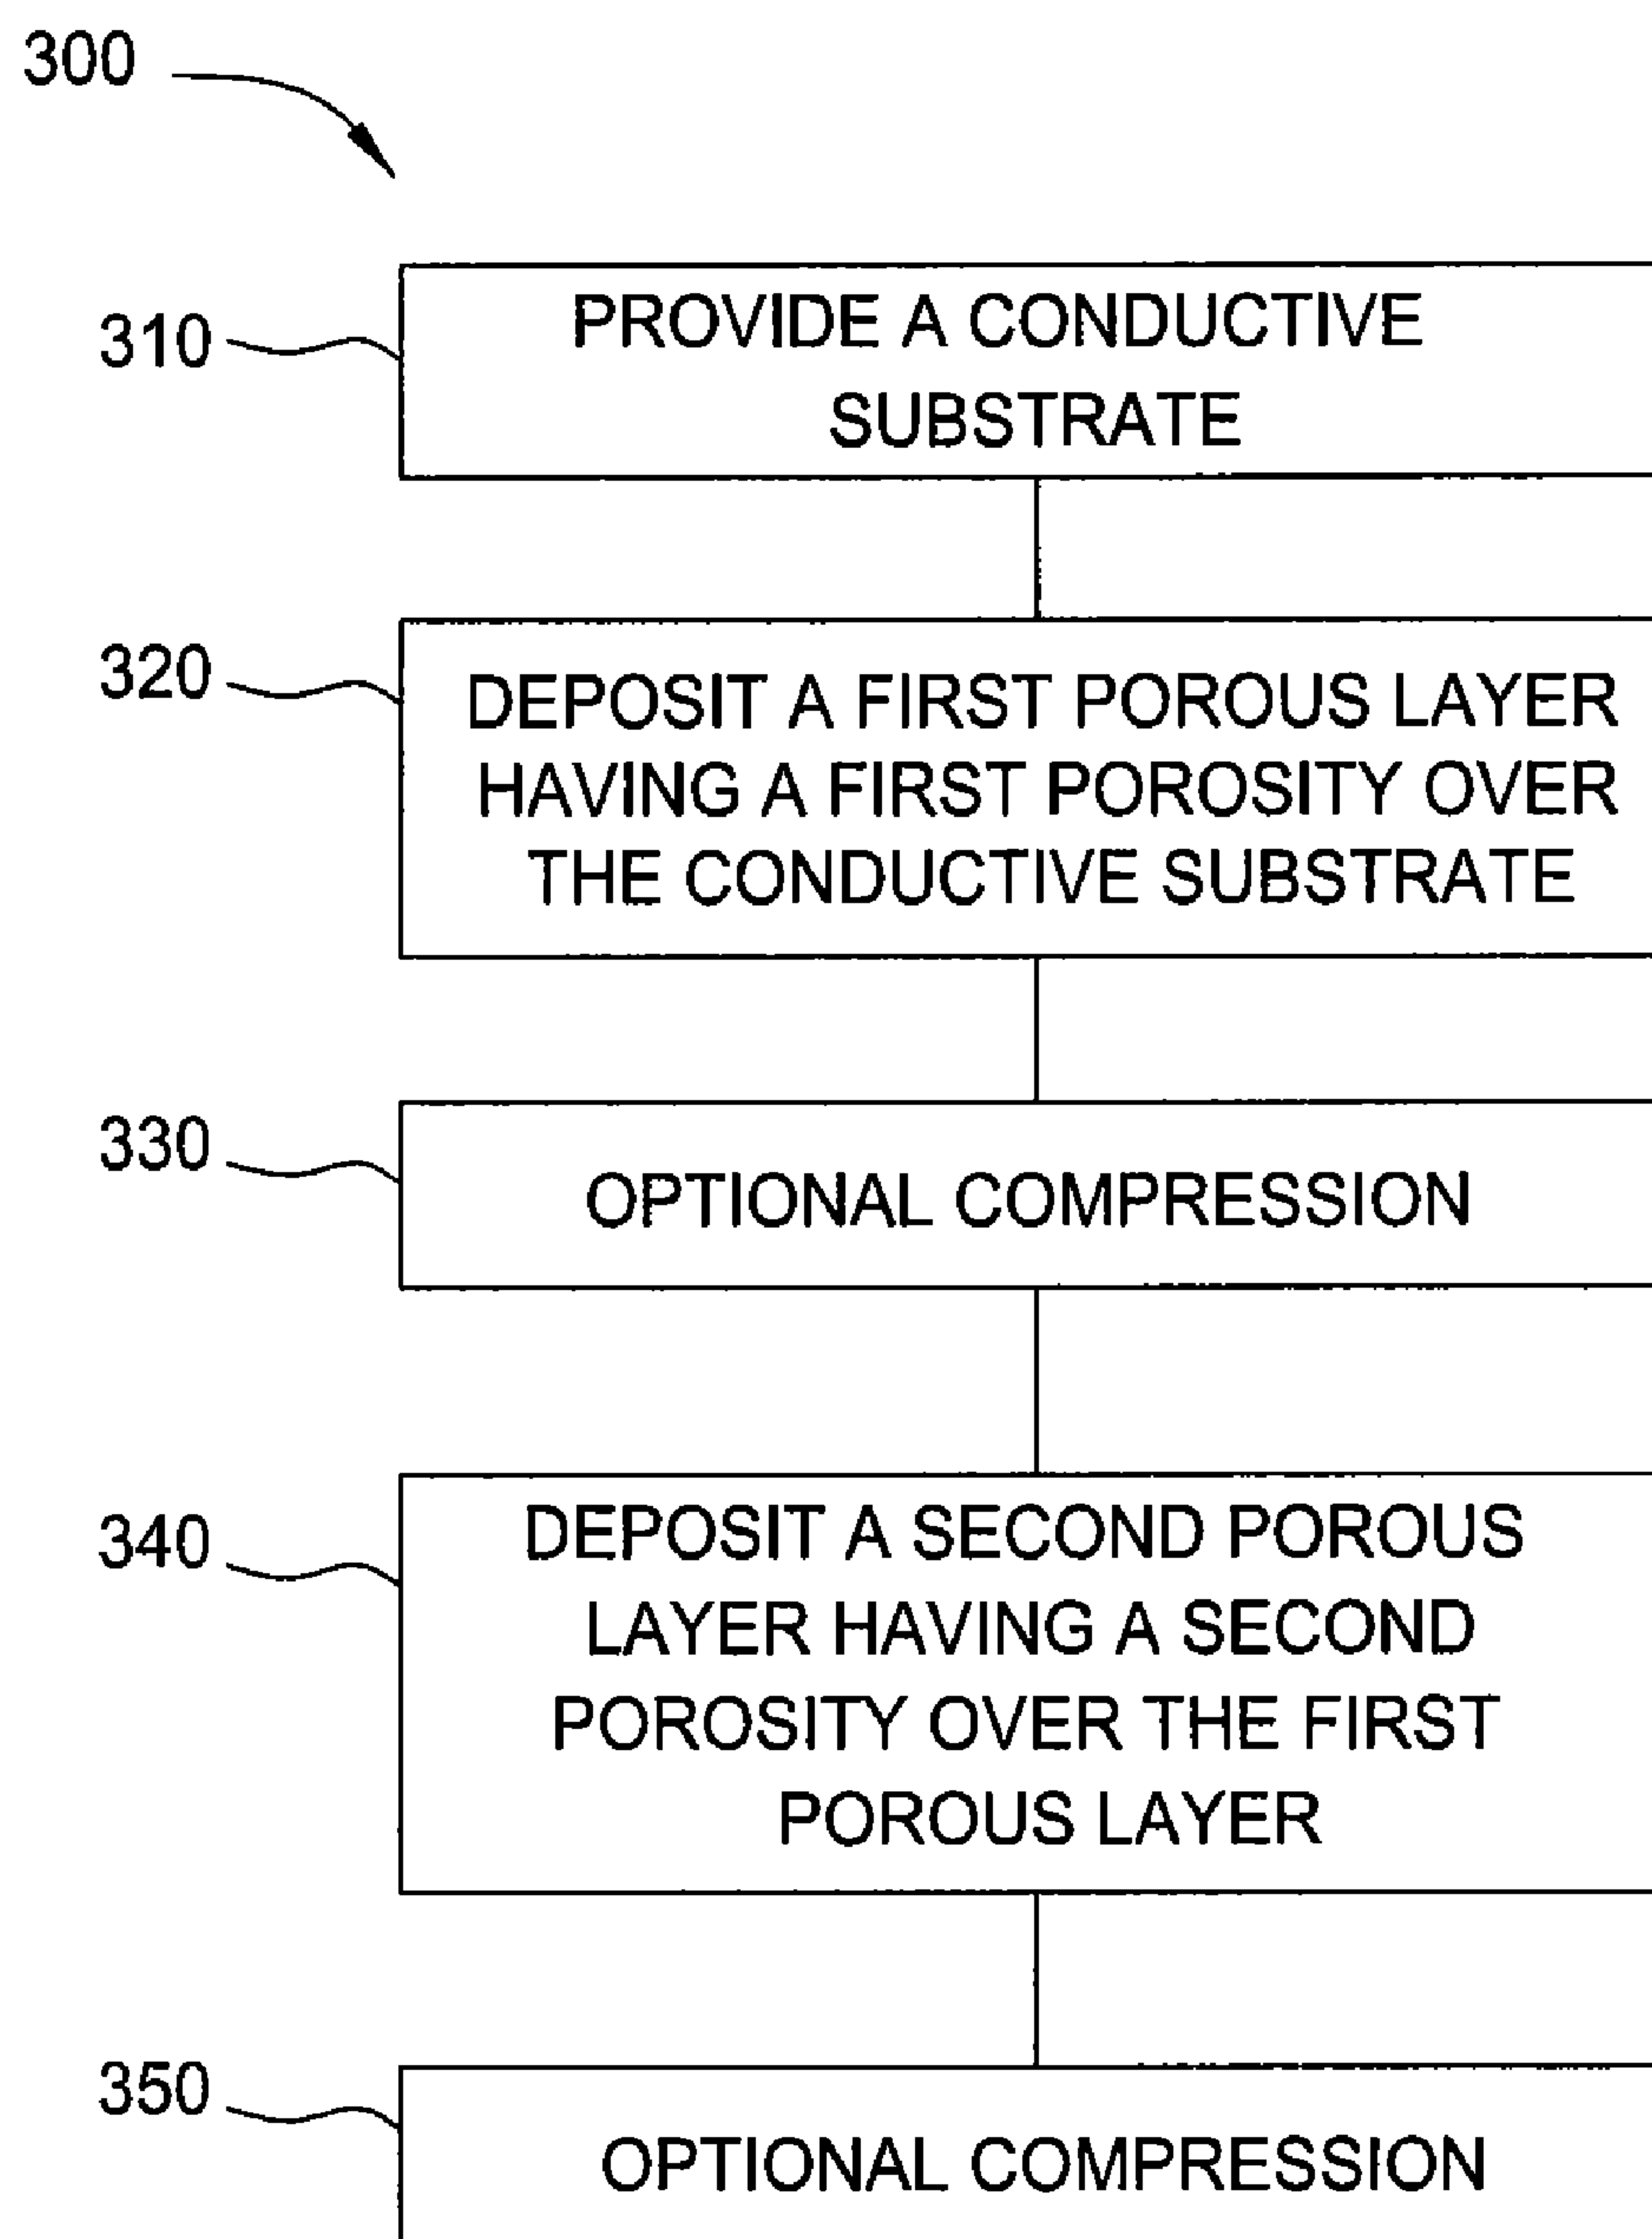 300
310
PROVIDE A CONDUCTIVE
SUBSTRATE
320
DEPOSIT A FIRST POROUS LAYER
HAVING A FIRST POROSITY OVER
THE CONDUCTIVE SUBSTRATE
330
OPTIONAL COMPRESSION
340
DEPOSIT A SECOND POROUS
LAYER HAVING A SECOND
POROSITY OVER THE FIRST
POROUS LAYER
350
OPTIONAL COMPRESSION